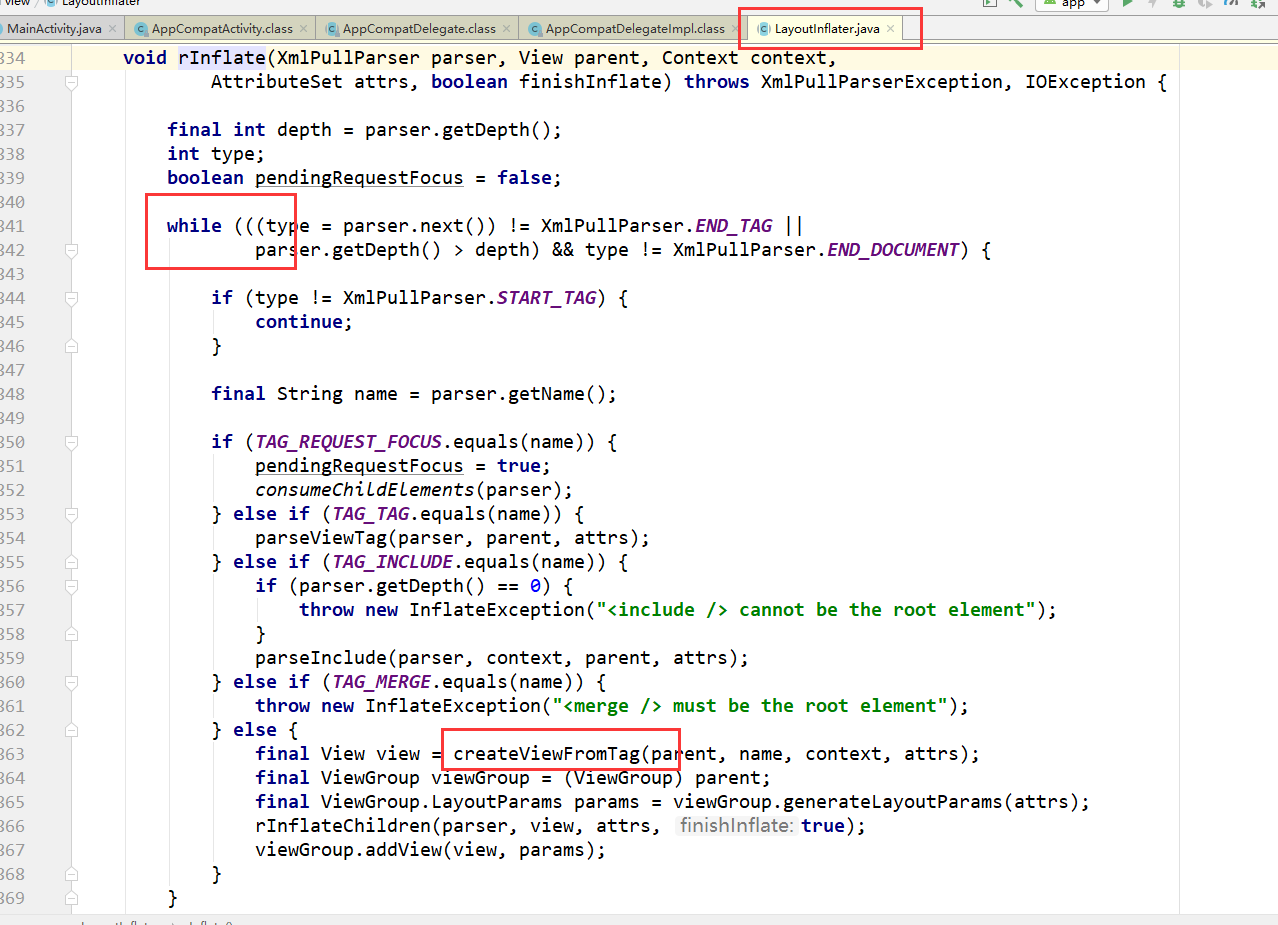 View LayoutInflater
app
MainActivity.java AppCompatActivity.class AppCompatDelegate.class AppCompatDelegateImpl.class LayoutInflater.java
834 void rInflate(XmlPullParser parser, View parent, Context context,
835 AttributeSet attrs, boolean finishInflate) throws XmlPullParserException, IOException {
836
837 final int depth = parser.getDepth();
838 int type;
839 boolean pendingRequestFocus = false;
840
841 while (((type = parser.next()) != XmlPullParser.END_TAG ||
842 parser.getDepth() > depth) && type != XmlPullParser.END_DOCUMENT) {
843
844 if (type != XmlPullParser.START_TAG) {
845 continue;
846 }
847
848 final String name = parser.getName();
849
850 if (TAG_REQUEST_FOCUS.equals(name)) {
851 pendingRequestFocus = true;
852 consumeChildElements(parser);
853 } else if (TAG_TAG.equals(name)) {
854 parseViewTag(parser, parent, attrs);
855 } else if (TAG_INCLUDE.equals(name)) {
856 if (parser.getDepth() == 0) {
857 throw new InflateException("<include /> cannot be the root element");
858 }
859 parseInclude(parser, context, parent, attrs);
860 } else if (TAG_MERGE.equals(name)) {
861 throw new InflateException("<merge /> must be the root element");
862 } else {
863 final View view = createViewFromTag(parent, name, context, attrs);
864 final ViewGroup viewGroup = (ViewGroup) parent;
865 final ViewGroup.LayoutParams params = viewGroup.generateLayoutParams(attrs);
866 rInflateChildren(parser, view, attrs, finishInflate: true);
867 viewGroup.addView(view, params);
868 }
869 }